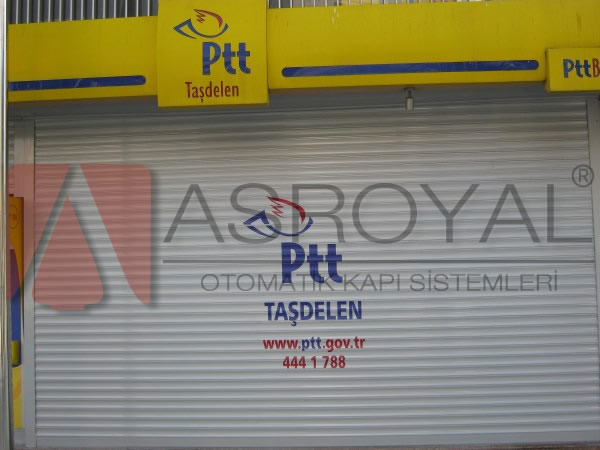 Ptt
Taşdelen
PttB
ASROYAL®
OTOMATİK KAPI SİSTEMLERİ
Ptt
TAŞDELEN
www.ptt.gov.tr
444 1 788